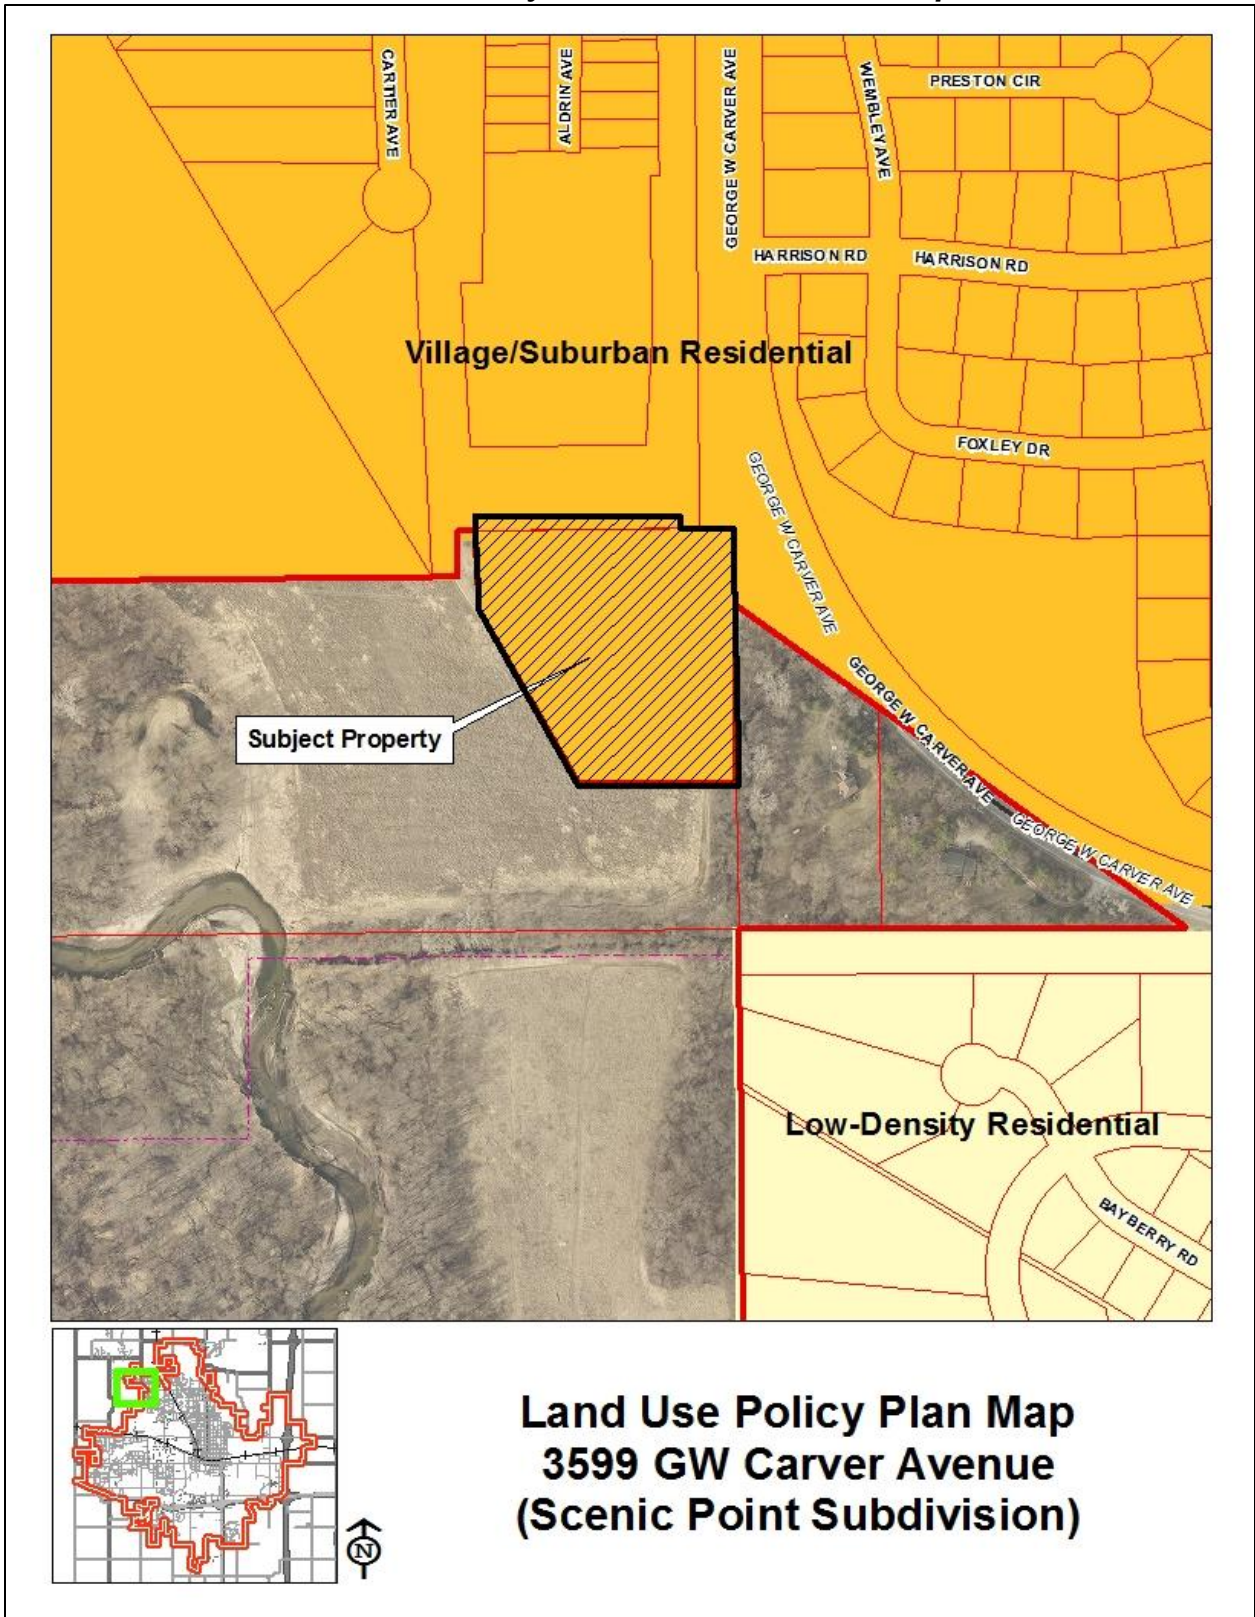 CARTIER AVE
ALDRIN AVE
GEORGE W CARVER AVE
WEMBLEY AVE
PRESTON CIR
HARRISON RD
HARRISON RD
Village/Suburban Residential
FOXLEY DR
GEORGE W CARVER AVE
GEORGE W CARVER AVE
Subject Property
GEORGE W CARVER AVE
Low-Density Residential
BAYBERRY RD
Land Use Policy Plan Map
3599 GW Carver Avenue
(Scenic Point Subdivision)
N